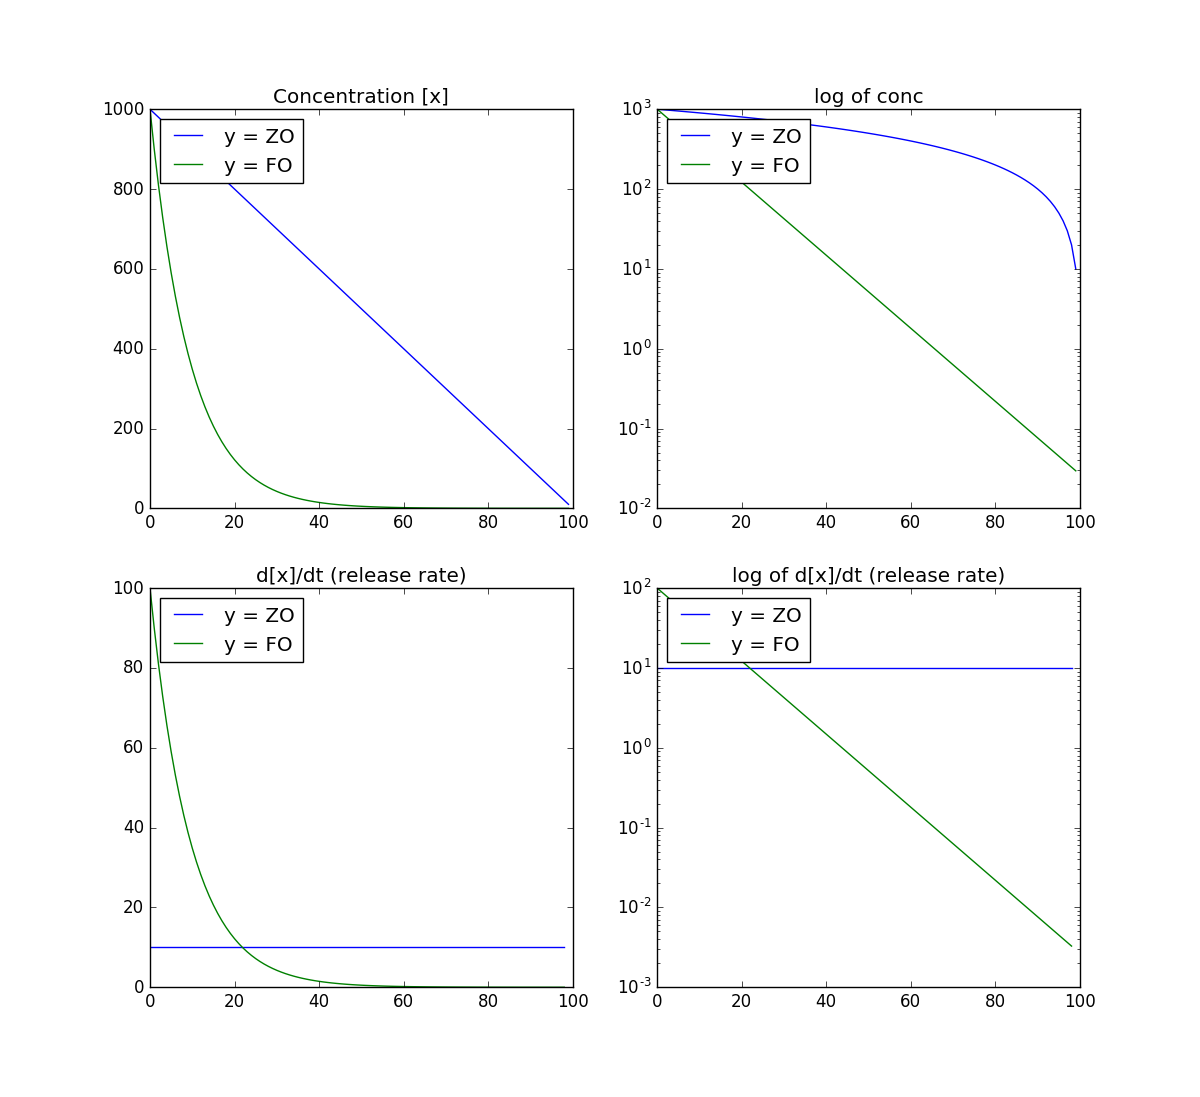 Concentration [x]
1000
800
600
400
200
0
y = ZO
y = FO
0 20 40 60 80 100
log of conc
10^3
10^2
10^1
10^0
10^-1
10^-2
y = ZO
y = FO
0 20 40 60 80 100
d[x]/dt (release rate)
100
80
60
40
20
0
y = ZO
y = FO
0 20 40 60 80 100
log of d[x]/dt (release rate)
10^2
10^1
10^0
10^-1
10^-2
10^-3
y = ZO
y = FO
0 20 40 60 80 100